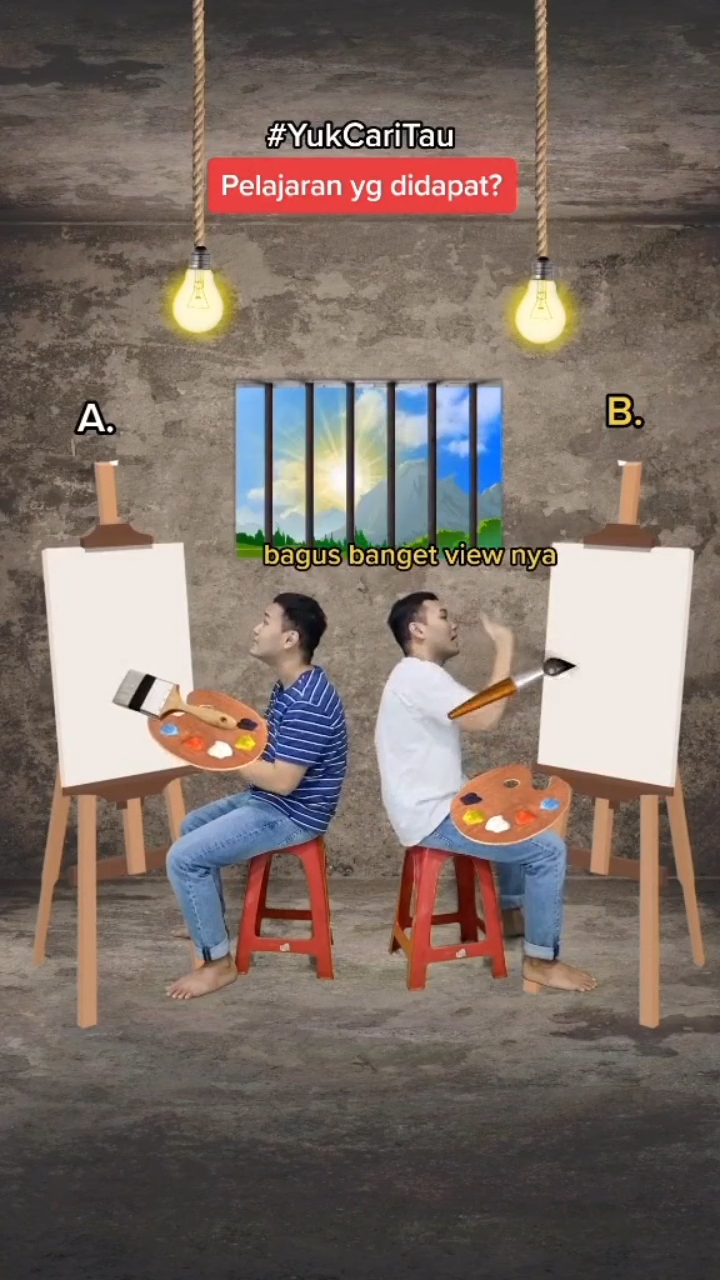 #YukCariTau
Pelajaran yg didapat?
A.
B.
bagus banget view nya